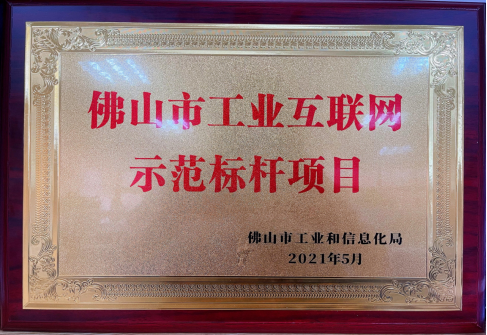 佛山市工业互联网
示范标杆项目
佛山市工业和信息化局
2021年5月